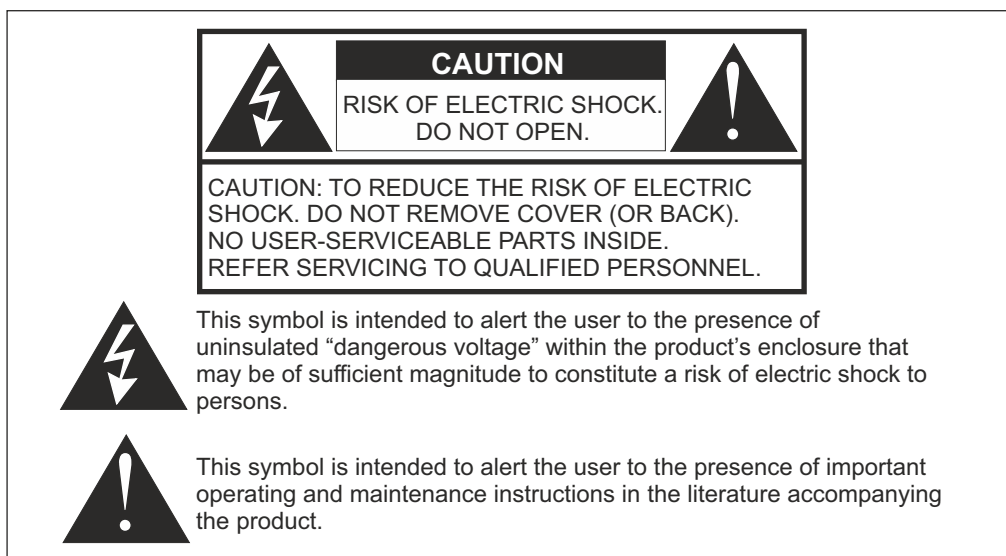 CAUTION
RISK OF ELECTRIC SHOCK.
DO NOT OPEN.
CAUTION: TO REDUCE THE RISK OF ELECTRIC
SHOCK. DO NOT REMOVE COVER (OR BACK).
NO USER-SERVICEABLE PARTS INSIDE.
REFER SERVICING TO QUALIFIED PERSONNEL.
This symbol is intended to alert the user to the presence of
uninsulated “dangerous voltage” within the product’s enclosure that
may be of sufficient magnitude to constitute a risk of electric shock to
persons.
This symbol is intended to alert the user to the presence of important
operating and maintenance instructions in the literature accompanying
the product.